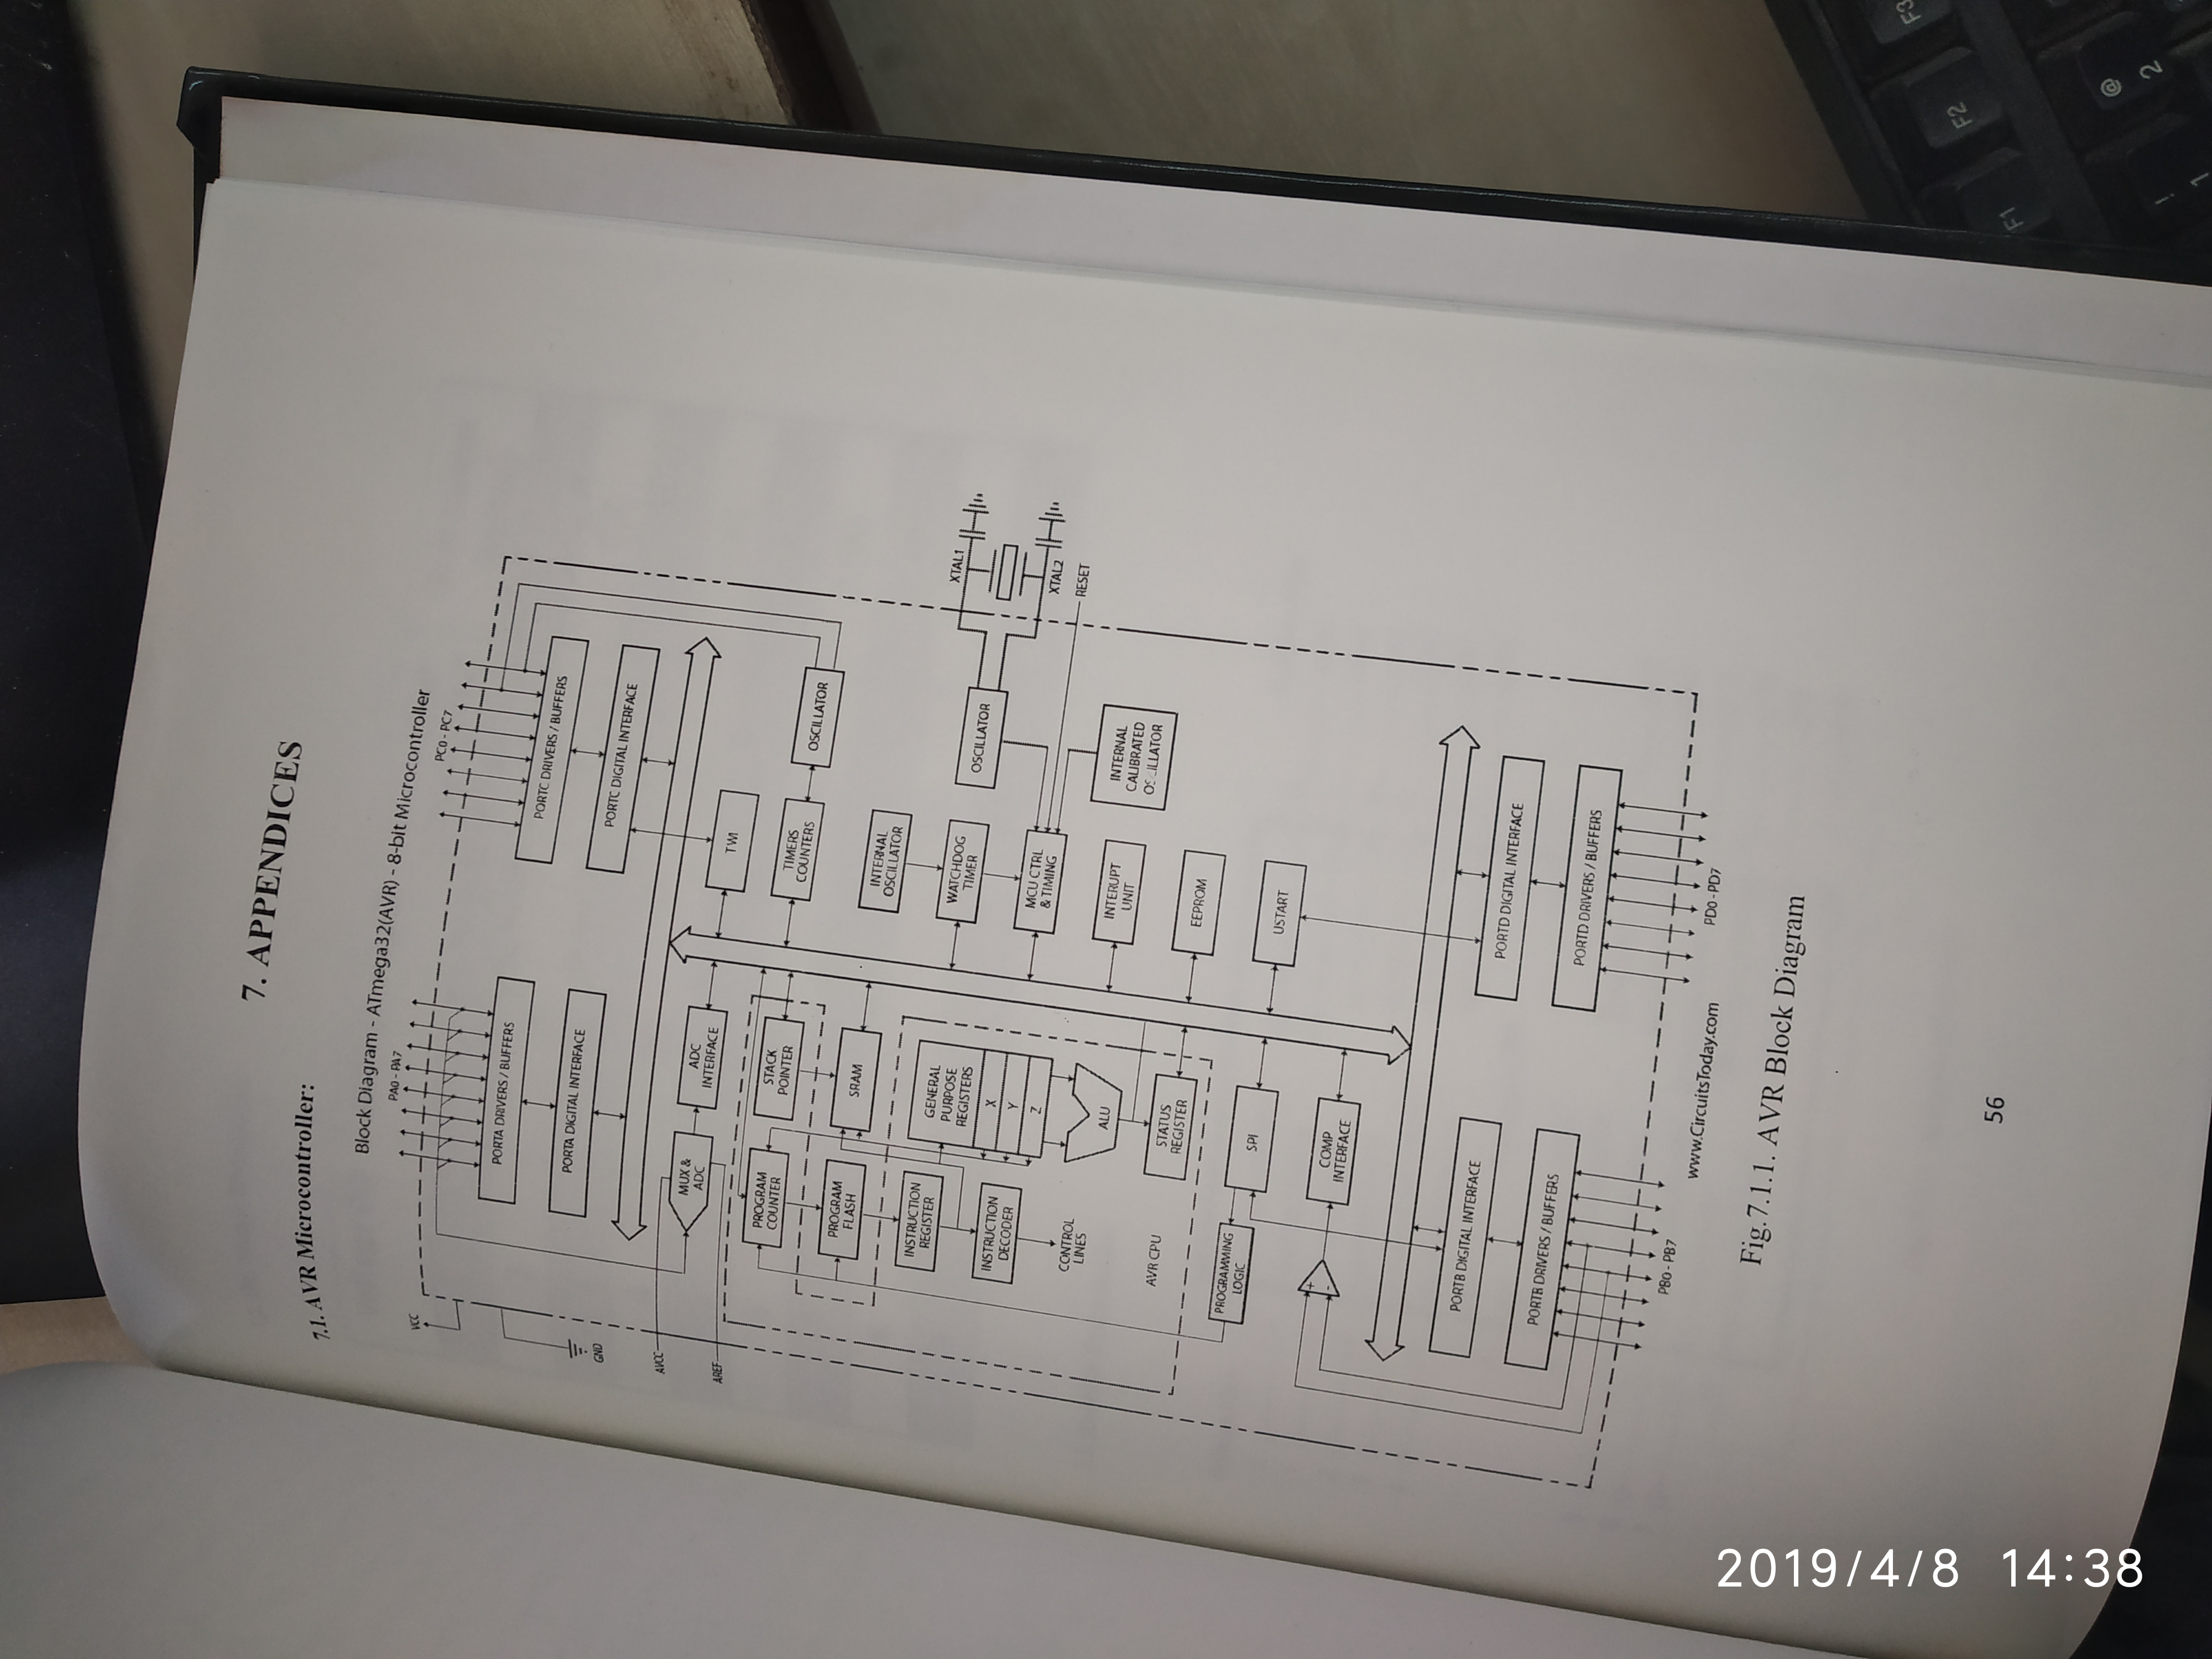 7. APPENDICES
7.1. AVR Microcontroller:
Block Diagram - ATmega32(AVR) - 8-bit Microcontroller
PA0 - PA7
PC0 - PC7
VCC
PORTA DRIVERS / BUFFERS
PORTC DRIVERS / BUFFERS
GND
PORTA DIGITAL INTERFACE
PORTC DIGITAL INTERFACE
AVCC
MUX &
ADC
ADC
INTERFACE
TWI
AREF
PROGRAM
COUNTER
STACK
POINTER
TIMERS
COUNTERS
OSCILLATOR
PROGRAM
FLASH
SRAM
INTERNAL
OSCILLATOR
INSTRUCTION
REGISTER
GENERAL
PURPOSE
REGISTERS
X
Y
Z
WATCHDOG
TIMER
OSCILLATOR
XTAL1
XTAL2
RESET
INSTRUCTION
DECODER
MCU CTRL
& TIMING
INTERNAL
CALIBRATED
OSCILLATOR
CONTROL
LINES
ALU
INTERUPT
UNIT
AVR CPU
STATUS
REGISTER
EEPROM
PROGRAMMING
LOGIC
SPI
USTART
+
-
COMP
INTERFACE
PORTB DIGITAL INTERFACE
PORTD DIGITAL INTERFACE
PORTB DRIVERS / BUFFERS
PORTD DRIVERS / BUFFERS
PB0 - PB7
PD0 - PD7
www.CircuitsToday.com
Fig.7.1.1. AVR Block Diagram
56
F1
F2
F3
!
1
@
2
2019/4/8 14:38